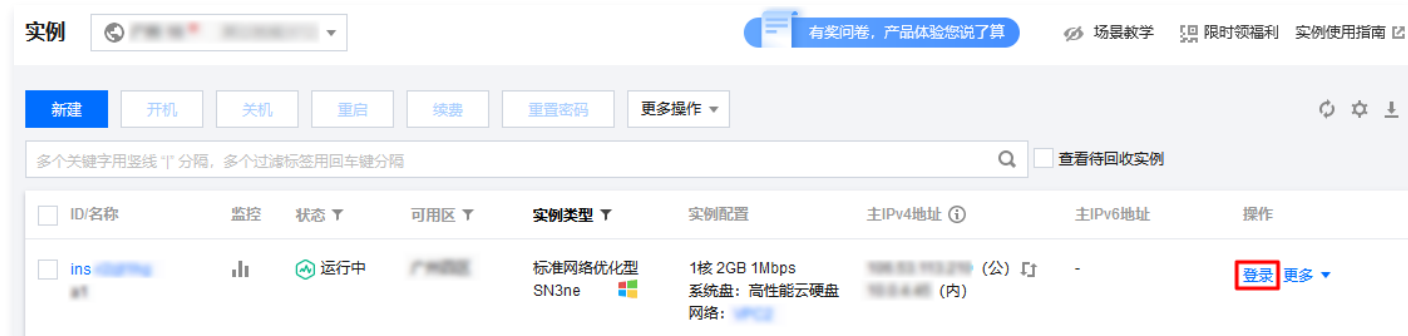 实例
有奖问卷，产品体验您说了算
场景教学
限时领福利
实例使用指南
新建
开机
关机
重启
续费
重置密码
更多操作
多个关键字用竖线 "|" 分隔，多个过滤标签用回车键分隔
查看待回收实例
ID/名称 监控 状态 可用区 实例类型 实例配置 主IPv4地址 主IPv6地址 操作
ins 运行中 标准网络优化型 1核 2GB 1Mbps (公) - 登录 更多
SN3ne 系统盘：高性能云硬盘 (内)
网络：